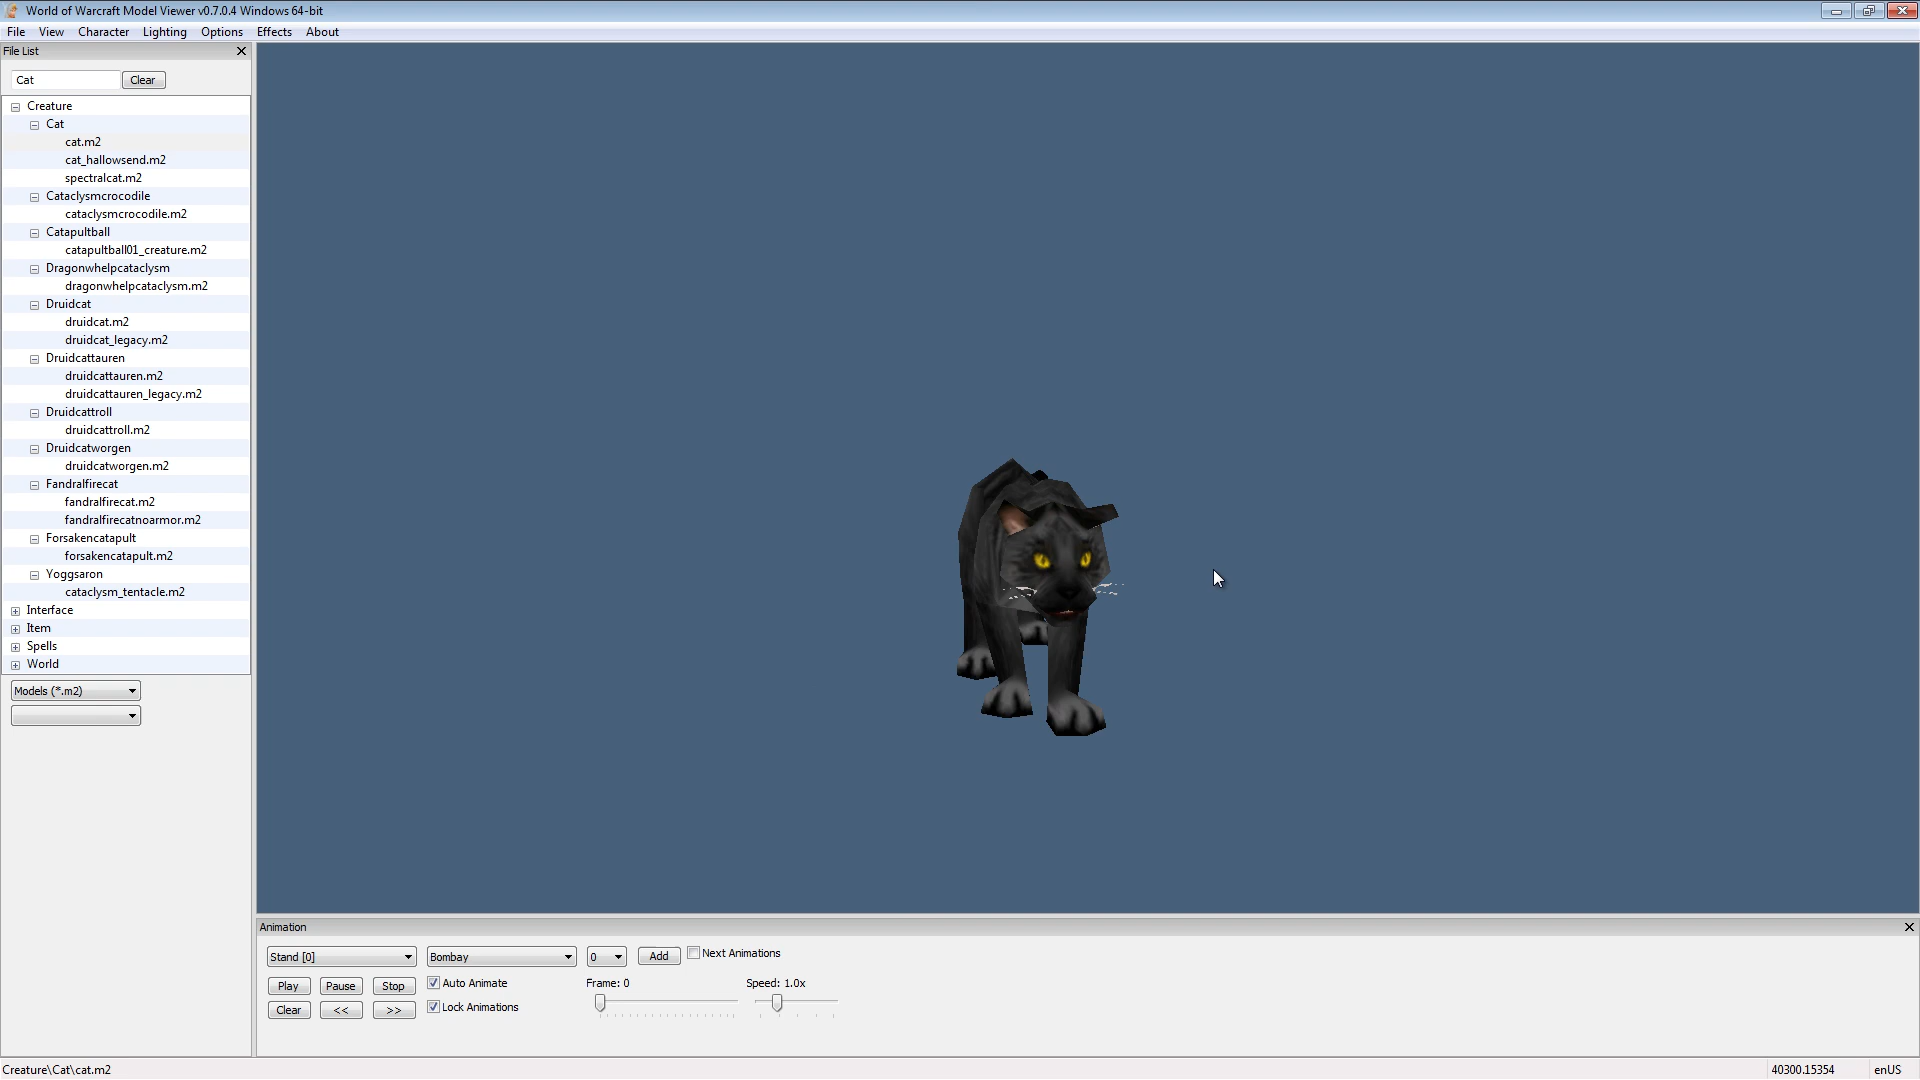 World of Warcraft Model Viewer v0.7.0.4 Windows 64-bit
File View Character Lighting Options Effects About
File List
Cat Clear
Creature
Cat
cat.m2
cat_hallowsend.m2
spectralcat.m2
Cataclysmcrocodile
cataclysmcrocodile.m2
Catapultball
catapultball01_creature.m2
Dragonwhelpcataclysm
dragonwhelpcataclysm.m2
Druidcat
druidcat.m2
druidcat_legacy.m2
Druidcattauren
druidcattauren.m2
druidcattauren_legacy.m2
Druidcattroll
druidcattroll.m2
Druidcatworgen
druidcatworgen.m2
Fandralfirecat
fandralfirecat.m2
fandralfirecatnoarmor.m2
Forsakencatapult
forsakencatapult.m2
Yoggsaron
cataclysm_tentacle.m2
Interface
Item
Spells
World
Models (*.m2)
Animation
Stand [0] Bombay 0 Add Next Animations
Play Pause Stop Auto Animate Frame: 0 Speed: 1.0x
Clear << >> Lock Animations
Creature\Cat\cat.m2 40300.15354 enUS